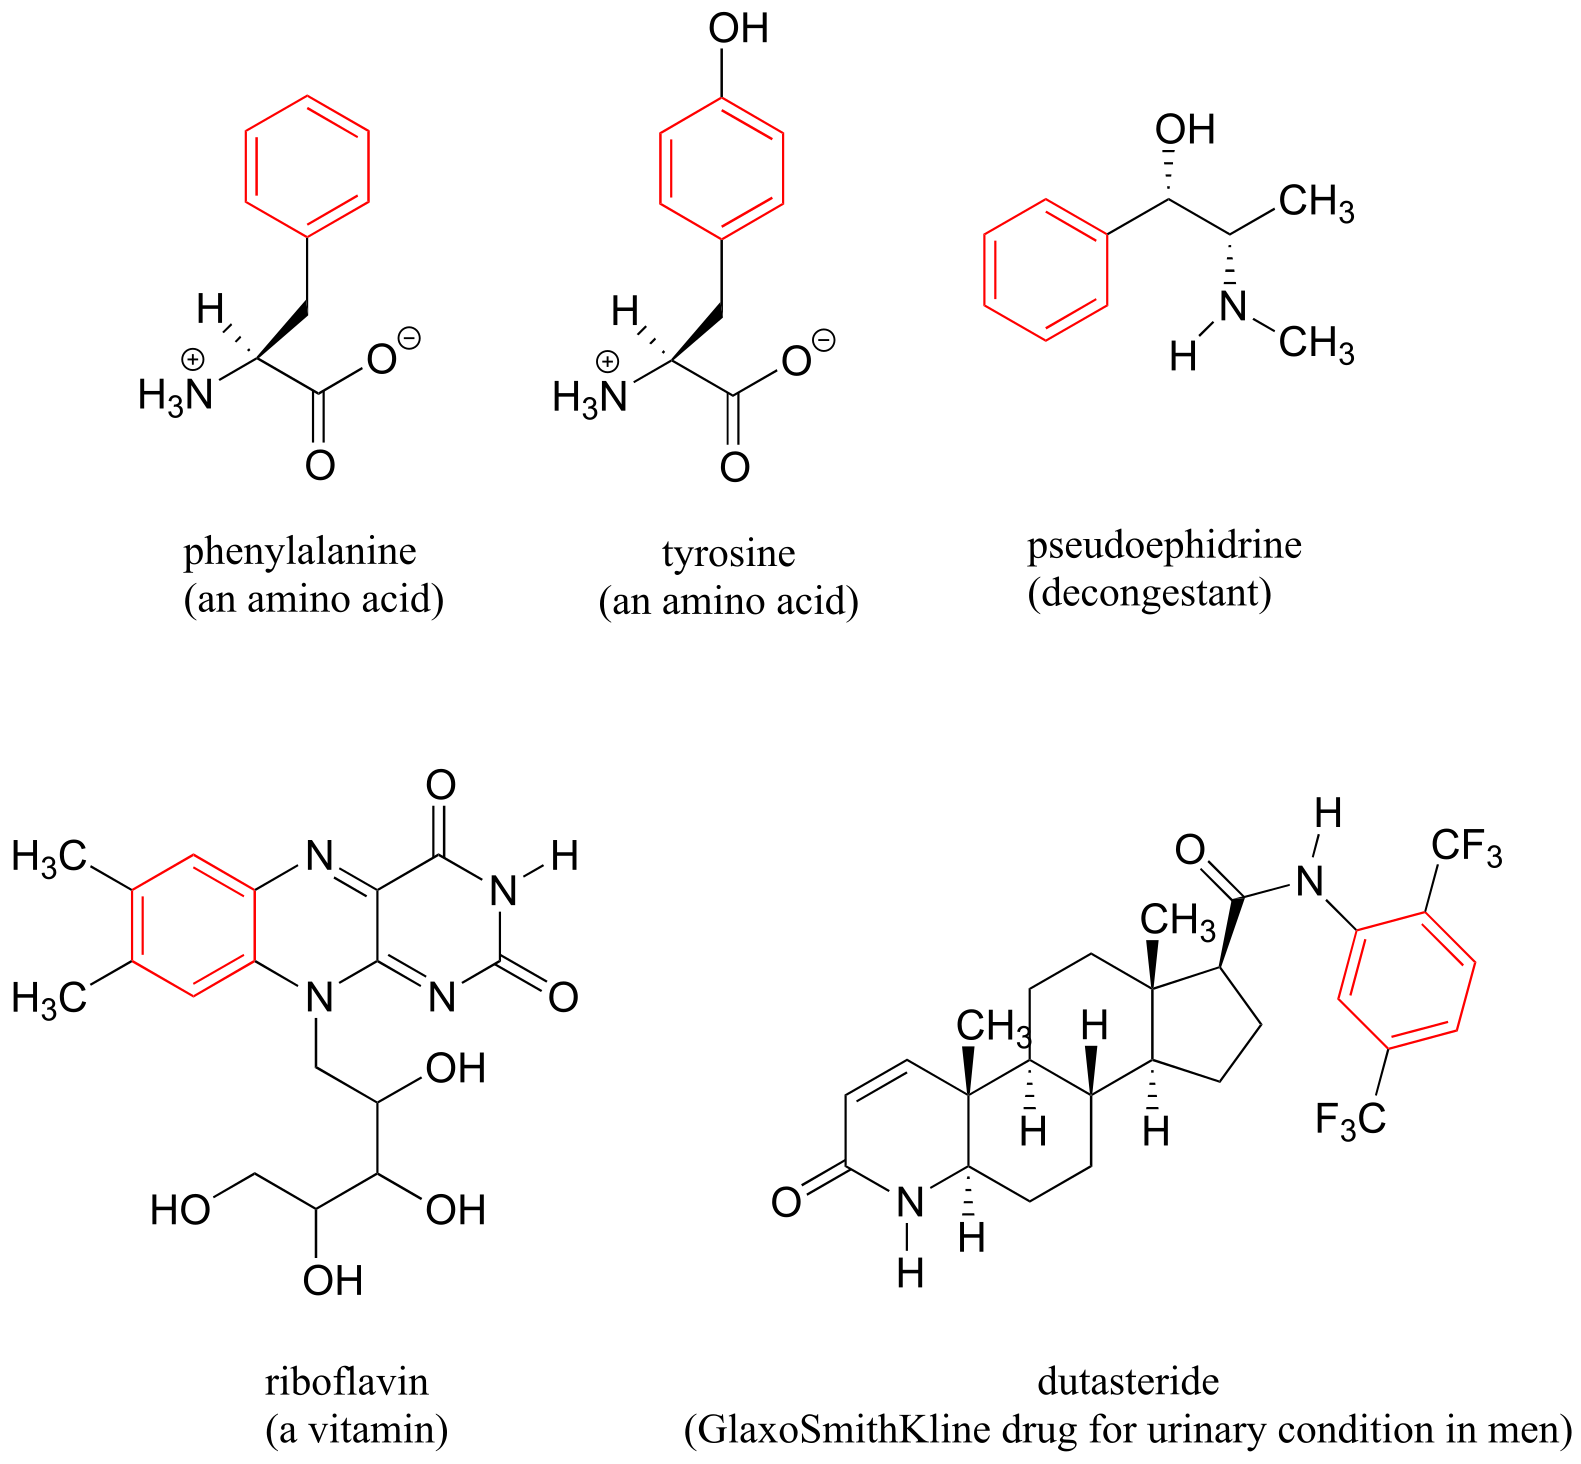 OH
H
H₃N
⊕
O
⊖
O
phenylalanine
(an amino acid)
H
H₃N
⊕
O
⊖
O
tyrosine
(an amino acid)
OH
CH₃
N
H
CH₃
pseudoephidrine
(decongestant)
O
H₃C
N
N
H
H₃C
N
N
O
OH
HO
OH
OH
riboflavin
(a vitamin)
H
O
N
CF₃
CH₃
CH₃
H
F₃C
H
H
O
N
H
H
dutasteride
(GlaxoSmithKline drug for urinary condition in men)